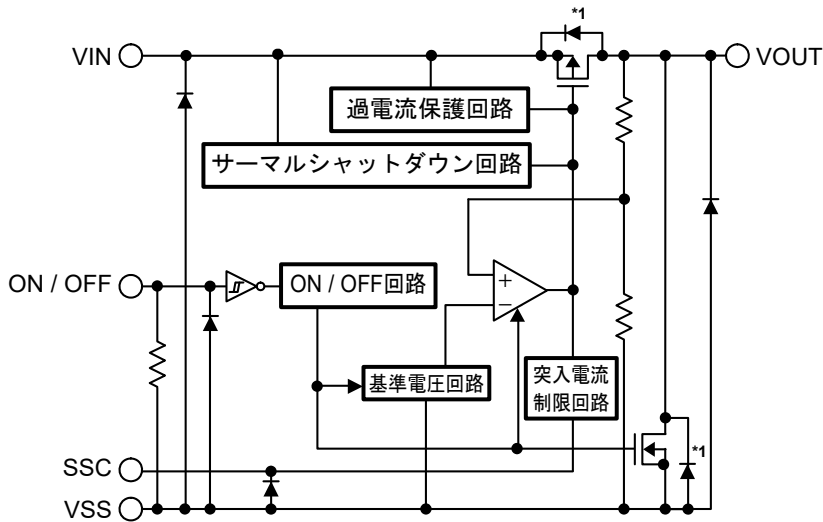 *1
VIN
VOUT
過電流保護回路
サーマルシャットダウン回路
ON / OFF
ON / OFF回路
+
−
基準電圧回路
突入電流
制限回路
*1
SSC
VSS